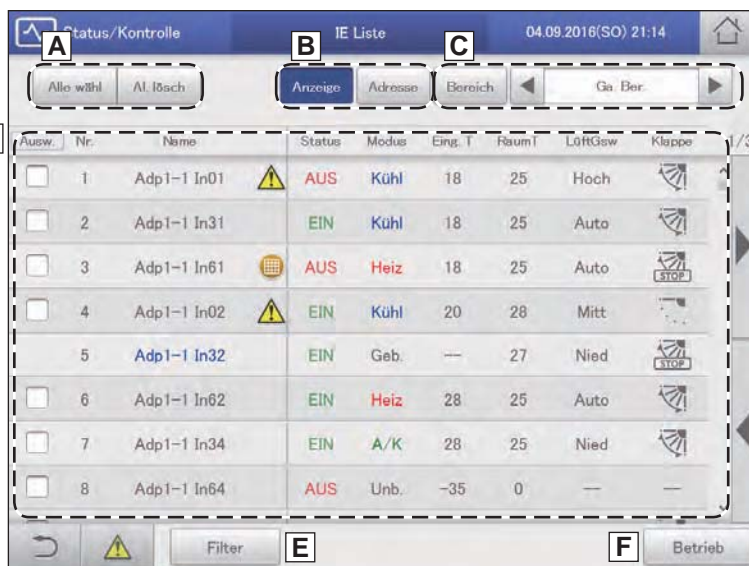 Status/Kontrolle IE Liste 04.09.2016(SO) 21:14
A B C
Alle wähl Al. lösch Anzeige Adresse Bereich Ga. Ber.
Ausw. Nr. Name Status Modus Eing. T RaumT LüftGsw Klappe 1/3
1 Adp1-1 In01 AUS Kühl 18 25 Hoch
2 Adp1-1 In31 EIN Kühl 18 25 Auto
3 Adp1-1 In61 AUS Heiz 18 25 Auto STOP
4 Adp1-1 In02 EIN Kühl 20 28 Mitt
5 Adp1-1 In32 EIN Geb. --- 27 Nied STOP
6 Adp1-1 In62 EIN Heiz 28 25 Auto
7 Adp1-1 In34 EIN A/K 28 25 Nied
8 Adp1-1 In64 AUS Unb. -35 0 --- ---
Filter E F Betrieb